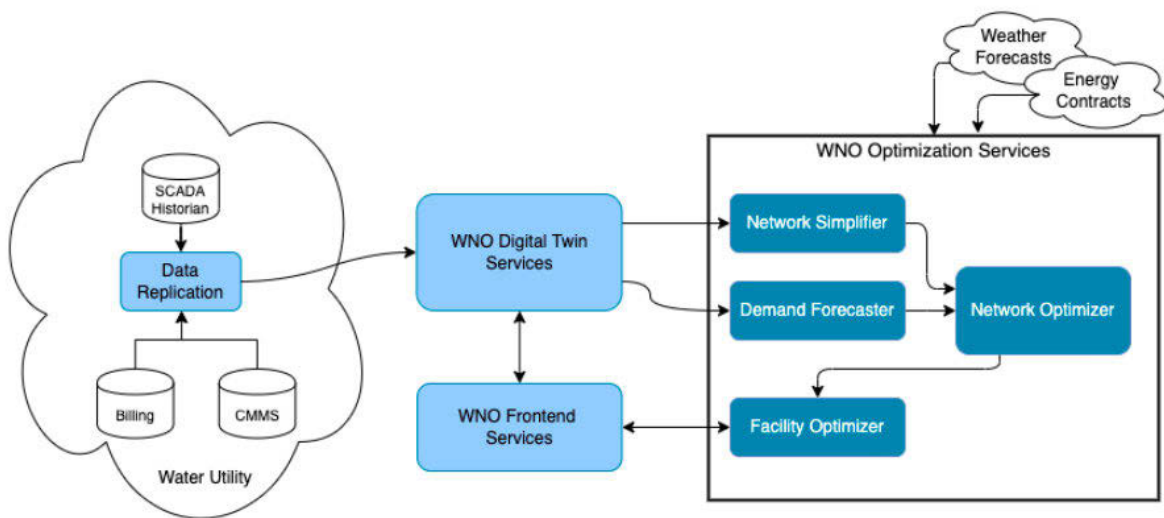 Weather
Forecasts
Energy
Contracts
WNO Optimization Services
SCADA
Historian
Data
Replication
Billing
CMMS
Water Utility
WNO Digital Twin
Services
WNO Frontend
Services
Network Simplifier
Demand Forecaster
Network Optimizer
Facility Optimizer